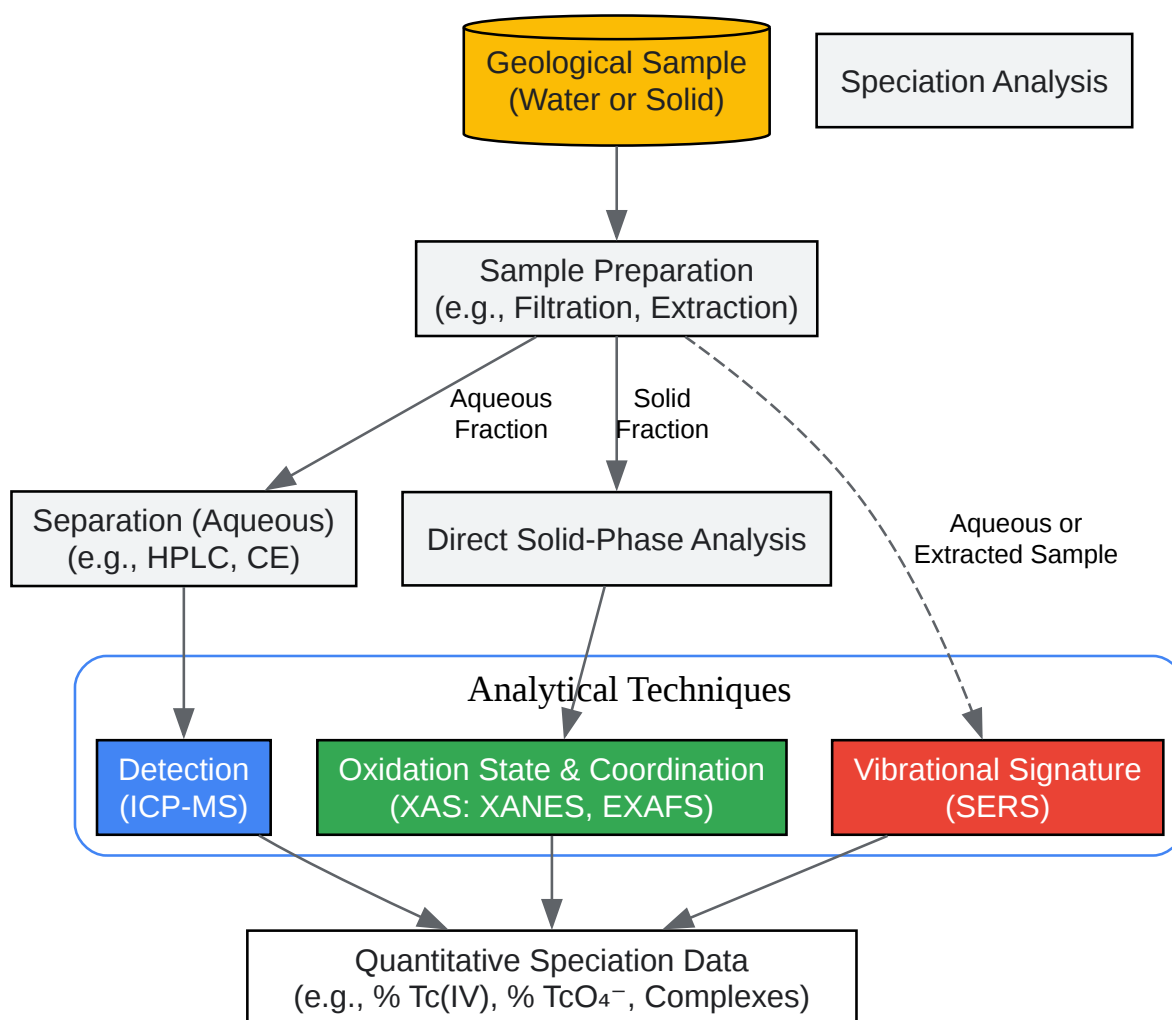 Geological Sample
(Water or Solid)
Speciation Analysis
Sample Preparation
(e.g., Filtration, Extraction)
Aqueous
Fraction
Solid
Fraction
Separation (Aqueous)
(e.g., HPLC, CE)
Direct Solid-Phase Analysis
Aqueous or
Extracted Sample
Analytical Techniques
Detection
(ICP-MS)
Oxidation State & Coordination
(XAS: XANES, EXAFS)
Vibrational Signature
(SERS)
Quantitative Speciation Data
(e.g., % Tc(IV), % TcO₄⁻, Complexes)